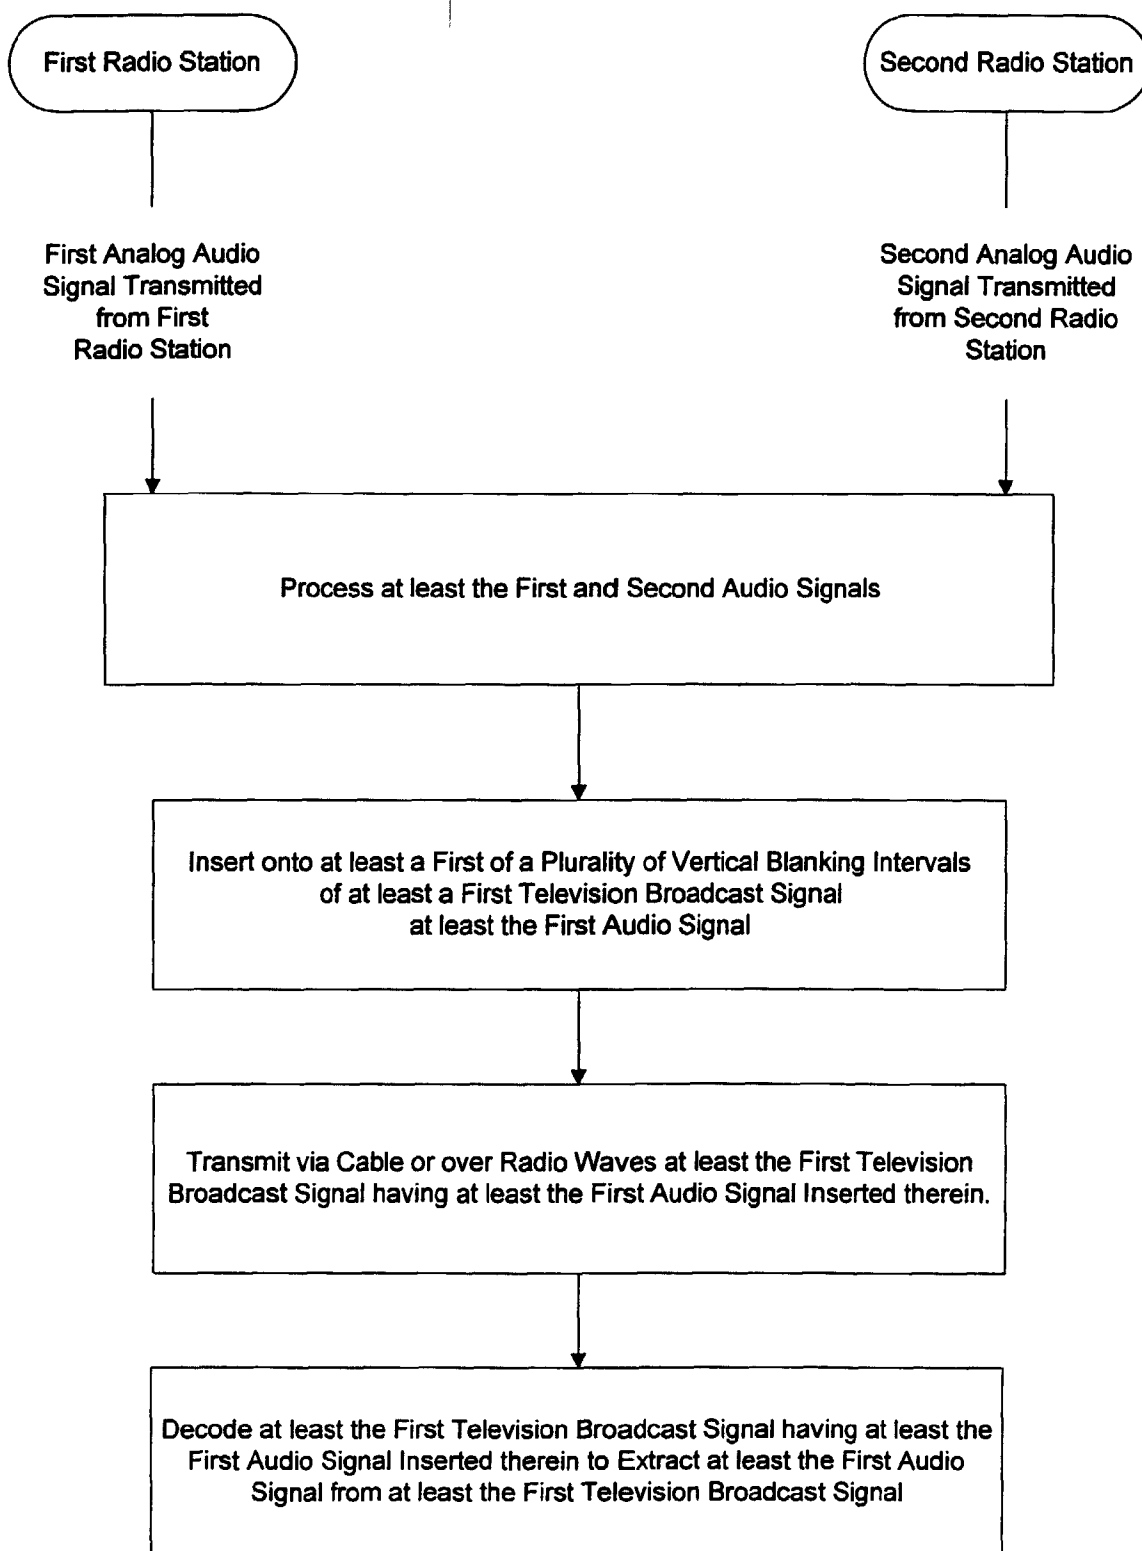 First Radio Station
Second Radio Station
First Analog Audio
Signal Transmitted
from First
Radio Station
Second Analog Audio
Signal Transmitted
from Second Radio
Station
Process at least the First and Second Audio Signals
Insert onto at least a First of a Plurality of Vertical Blanking Intervals
of at least a First Television Broadcast Signal
at least the First Audio Signal
Transmit via Cable or over Radio Waves at least the First Television
Broadcast Signal having at least the First Audio Signal Inserted therein.
Decode at least the First Television Broadcast Signal having at least the
First Audio Signal Inserted therein to Extract at least the First Audio
Signal from at least the First Television Broadcast Signal